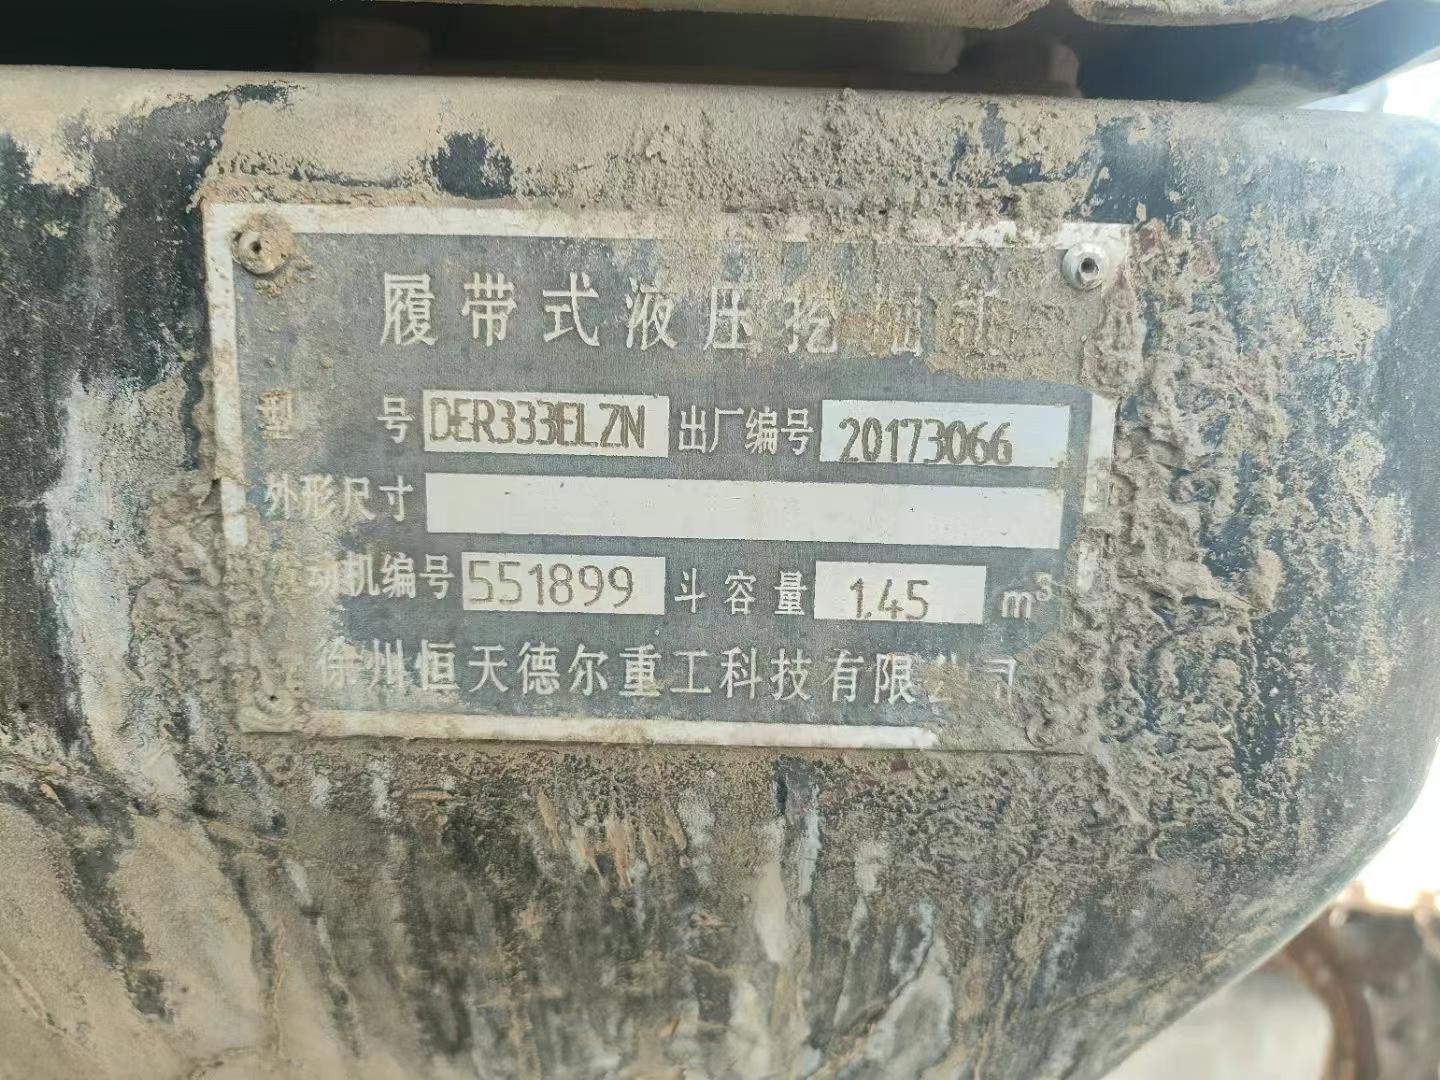 履带式液压挖掘机
型号 DER333ELZN 出厂编号 20173066
外形尺寸
发动机编号 551899 斗容量 1.45 m³
徐州恒天德尔重工科技有限公司